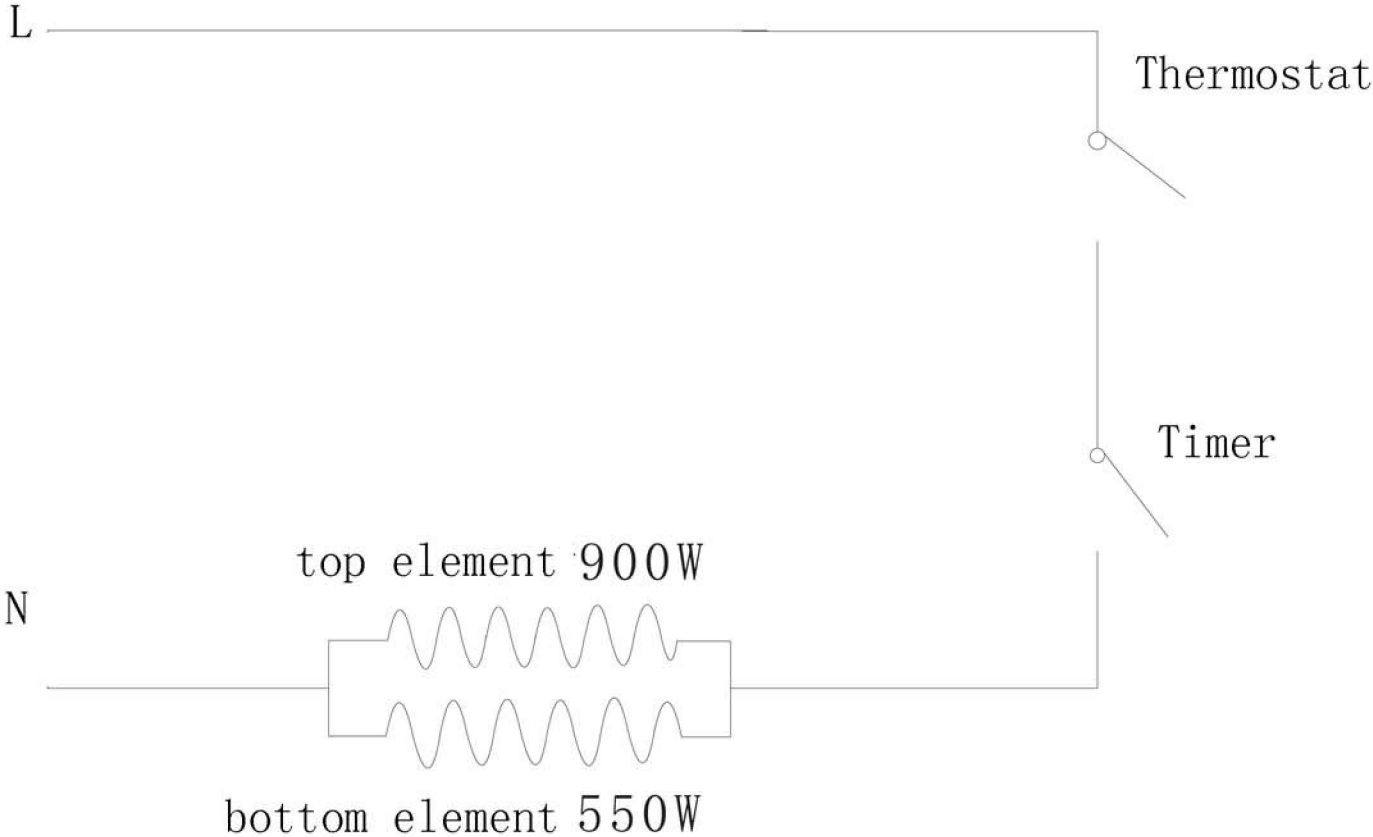 L
Thermostat
Timer
top element 900W
N
bottom element 550W